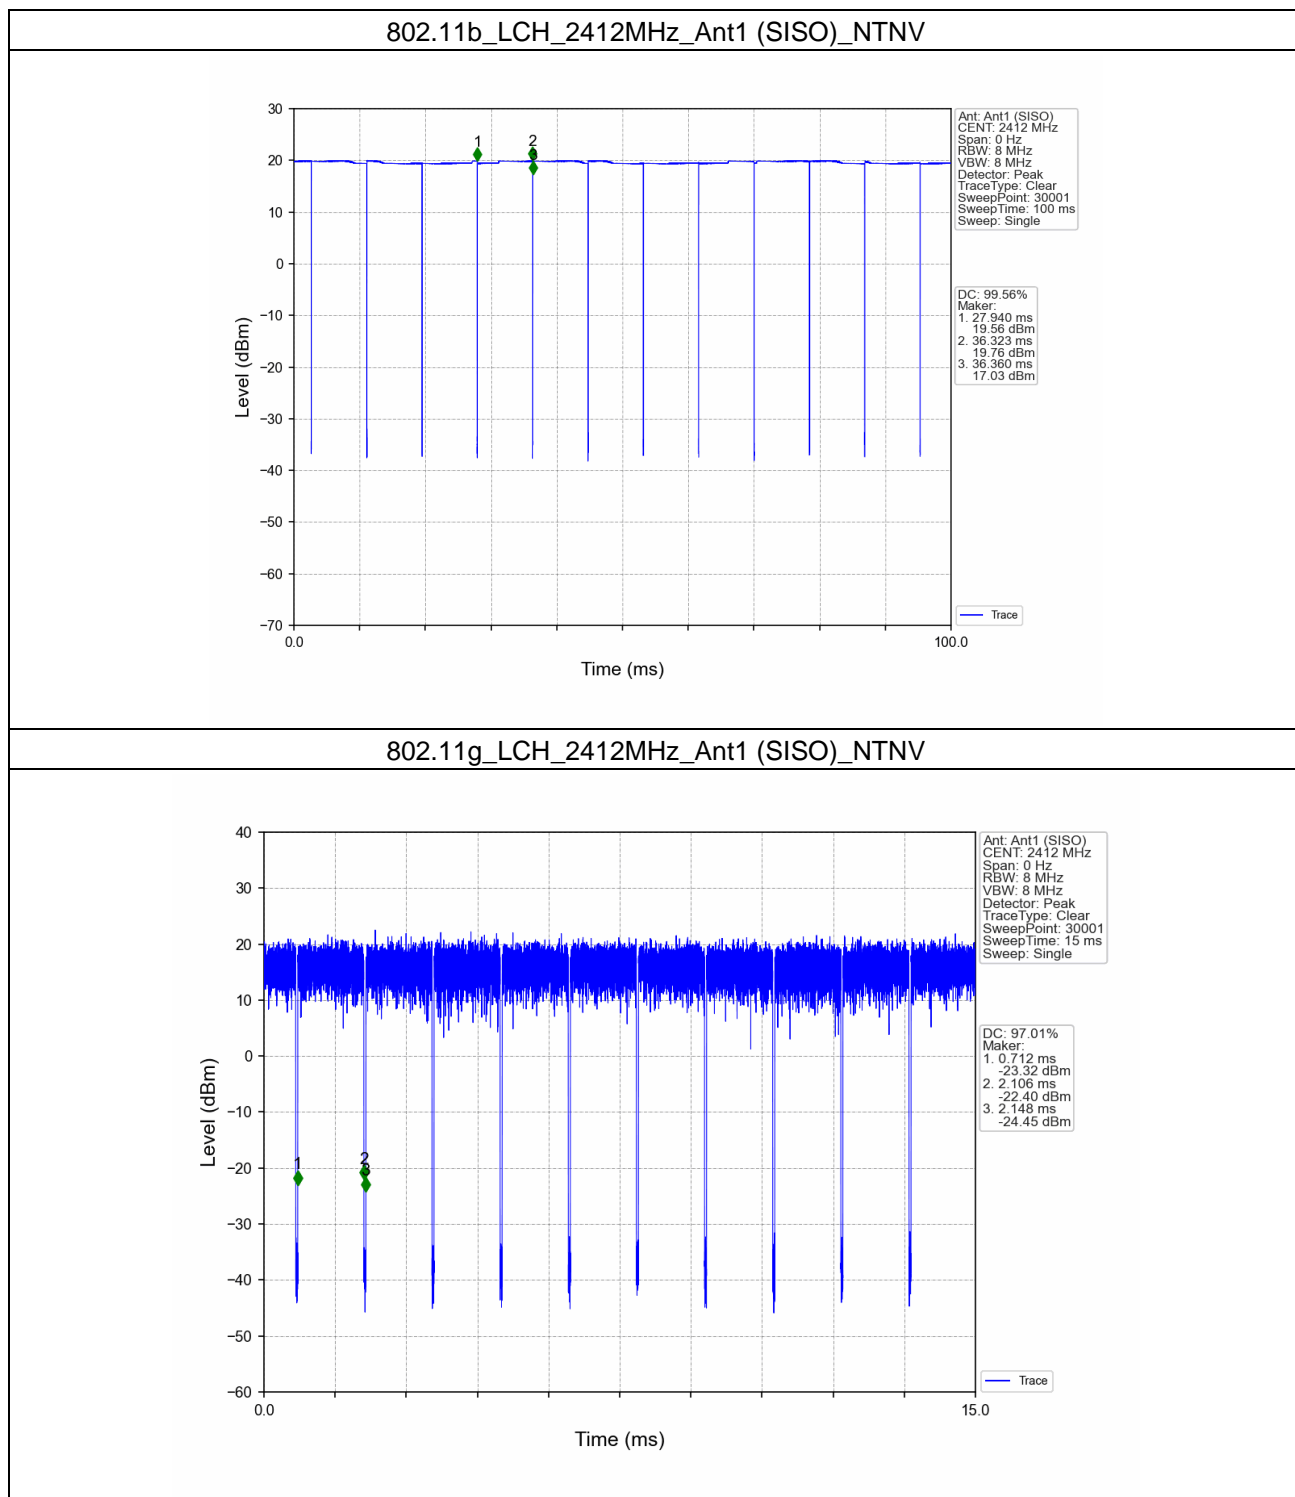 802.11b_LCH_2412MHz_Ant1 (SISO)_NTNV
30
20
10
0
−10
−20
−30
−40
−50
−60
−70
Level (dBm)
1
2
3
0.0
100.0
Time (ms)
Ant: Ant1 (SISO)
CENT: 2412 MHz
Span: 0 Hz
RBW: 8 MHz
VBW: 8 MHz
Detector: Peak
TraceType: Clear
SweepPoint: 30001
SweepTime: 100 ms
Sweep: Single
DC: 99.56%
Maker:
1. 27.940 ms
19.56 dBm
2. 36.323 ms
19.76 dBm
3. 36.360 ms
17.03 dBm
Trace
802.11g_LCH_2412MHz_Ant1 (SISO)_NTNV
40
30
20
10
0
−10
−20
−30
−40
−50
−60
Level (dBm)
1
2
3
0.0
15.0
Time (ms)
Ant: Ant1 (SISO)
CENT: 2412 MHz
Span: 0 Hz
RBW: 8 MHz
VBW: 8 MHz
Detector: Peak
TraceType: Clear
SweepPoint: 30001
SweepTime: 15 ms
Sweep: Single
DC: 97.01%
Maker:
1. 0.712 ms
-23.32 dBm
2. 2.106 ms
-22.40 dBm
3. 2.148 ms
-24.45 dBm
Trace